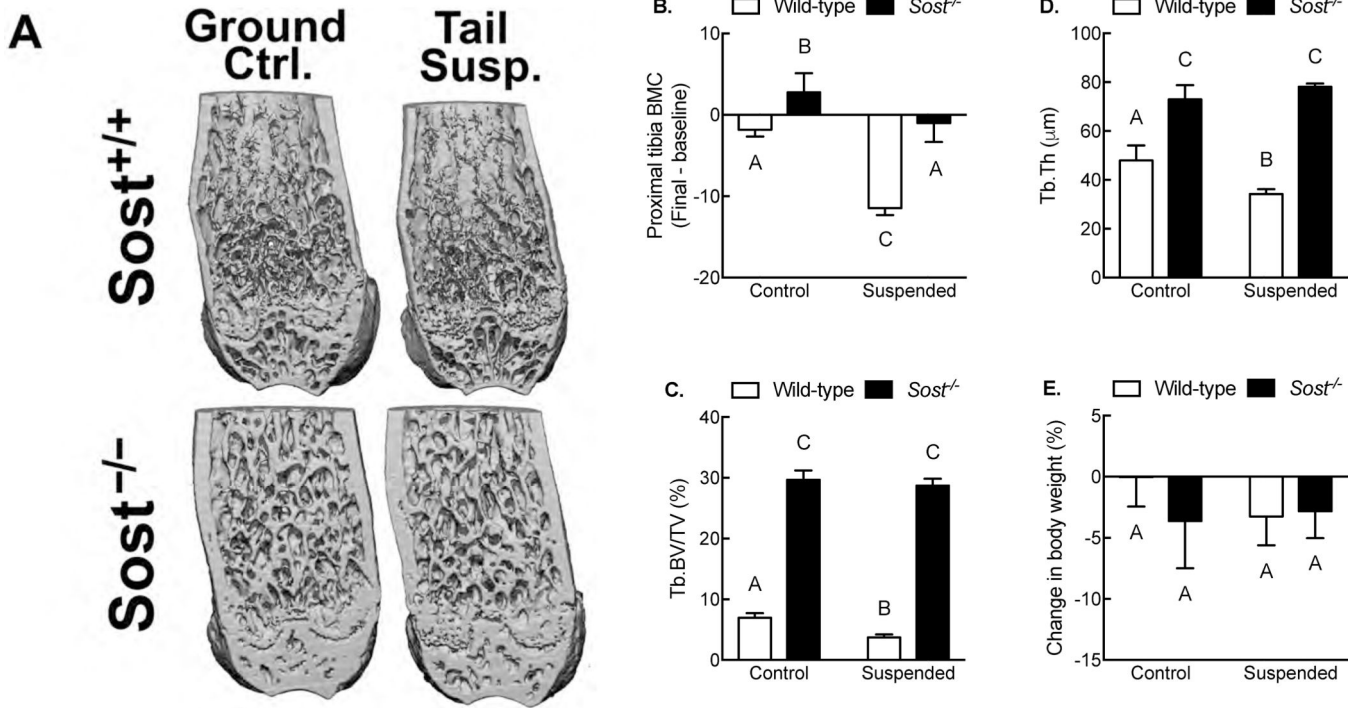 A
Ground
Ctrl.
Tail
Susp.
Sost+/+
Sost−/−
B.
Wild-type
Sost-/-
10
0
-10
-20
Proximal tibia BMC
(Final - baseline)
A
B
C
A
Control
Suspended
C.
Wild-type
Sost-/-
40
30
20
10
0
Tb.BV/TV (%)
A
C
B
C
Control
Suspended
D.
Wild-type
Sost-/-
100
80
60
40
20
0
Tb.Th (μm)
A
C
B
C
Control
Suspended
E.
Wild-type
Sost-/-
5
0
-5
-10
-15
Change in body weight (%)
A
A
A
A
Control
Suspended